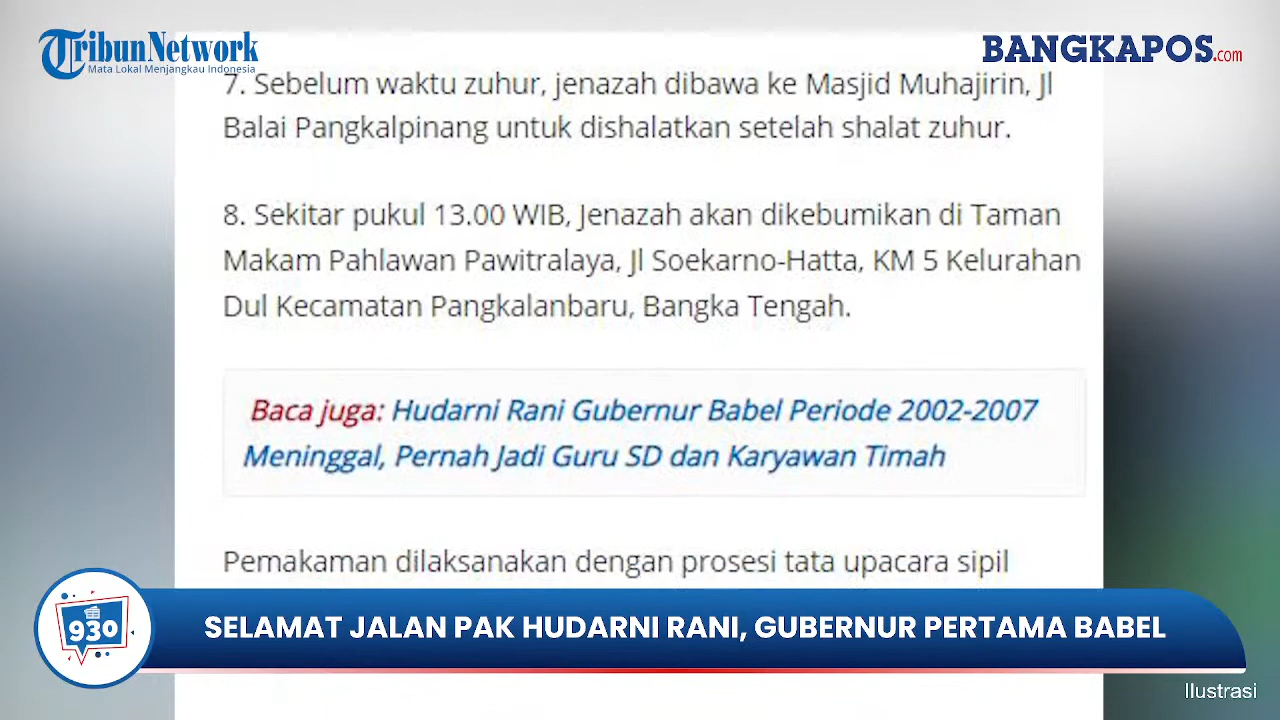 TribunNetwork
Mata Lokal Menjangkau Indonesia
BANGKAPOS.com
7. Sebelum waktu zuhur, jenazah dibawa ke Masjid Muhajirin, Jl
Balai Pangkalpinang untuk dishalatkan setelah shalat zuhur.
8. Sekitar pukul 13.00 WIB, Jenazah akan dikebumikan di Taman
Makam Pahlawan Pawitralaya, Jl Soekarno-Hatta, KM 5 Kelurahan
Dul Kecamatan Pangkalanbaru, Bangka Tengah.
Baca juga: Hudarni Rani Gubernur Babel Periode 2002-2007
Meninggal, Pernah Jadi Guru SD dan Karyawan Timah
Pemakaman dilaksanakan dengan prosesi tata upacara sipil
930
SELAMAT JALAN PAK HUDARNI RANI, GUBERNUR PERTAMA BABEL
Ilustrasi